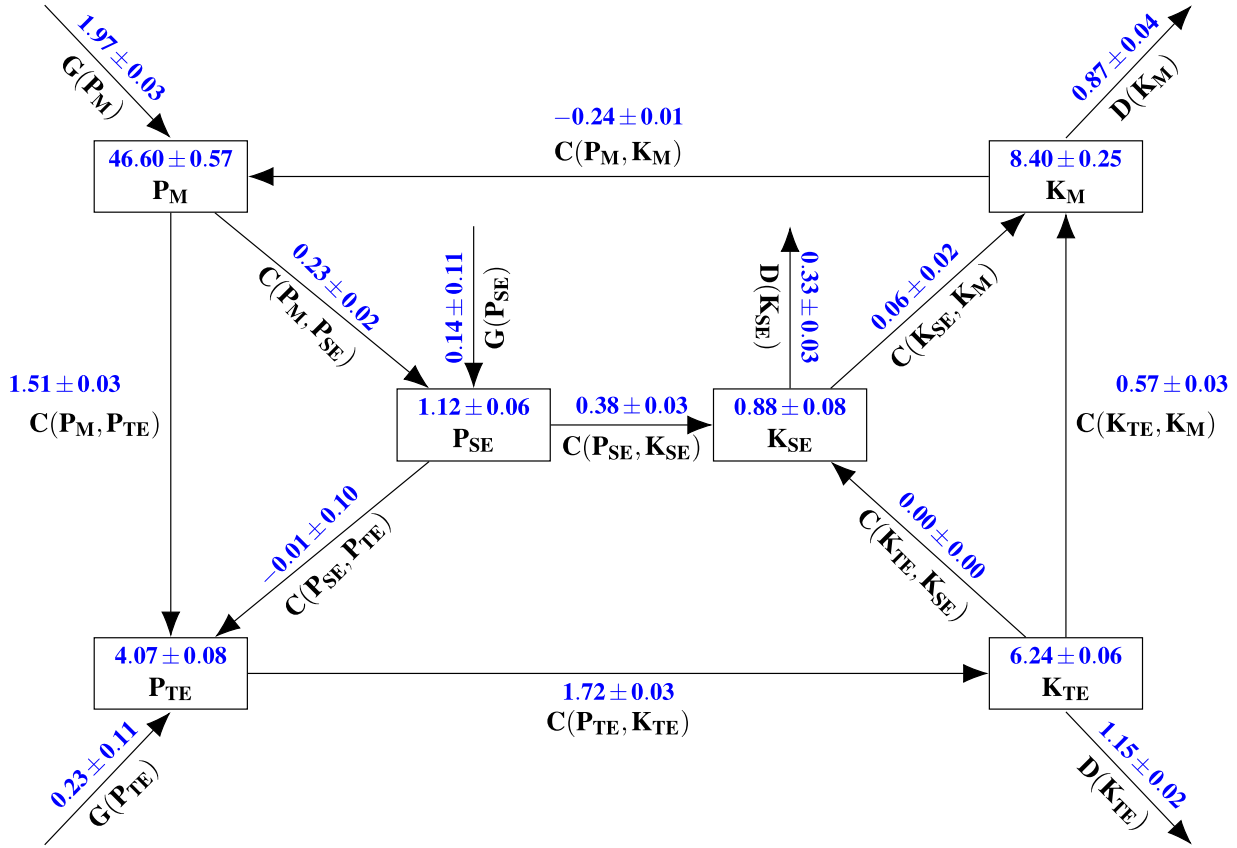 1.97 ± 0.03
G(P_M)
0.87 ± 0.04
D(K_M)
−0.24 ± 0.01
C(P_M, K_M)
46.60 ± 0.57
P_M
8.40 ± 0.25
K_M
0.23 ± 0.02
C(P_M, P_SE)
0.14 ± 0.11
G(P_SE)
D(K_SE)
0.33 ± 0.03
0.06 ± 0.02
C(K_SE, K_M)
1.51 ± 0.03
C(P_M, P_TE)
1.12 ± 0.06
P_SE
0.38 ± 0.03
C(P_SE, K_SE)
0.88 ± 0.08
K_SE
0.57 ± 0.03
C(K_TE, K_M)
−0.01 ± 0.10
C(P_SE, P_TE)
0.00 ± 0.00
C(K_TE, K_SE)
4.07 ± 0.08
P_TE
1.72 ± 0.03
C(P_TE, K_TE)
6.24 ± 0.06
K_TE
0.23 ± 0.11
G(P_TE)
1.15 ± 0.02
D(K_TE)